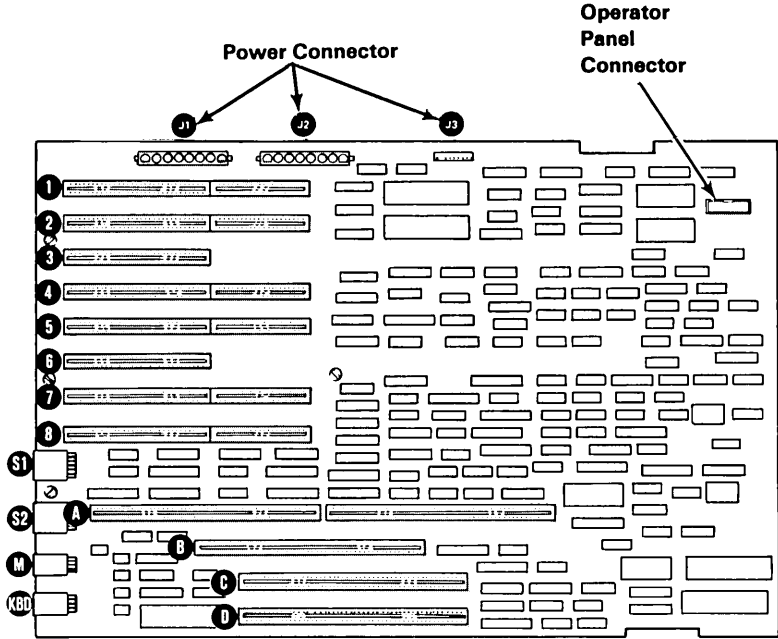 Operator
Panel
Connector
Power Connector
J1
J2
J3
1
2
3
4
5
6
7
8
S1
S2
A
B
M
C
KBD
D